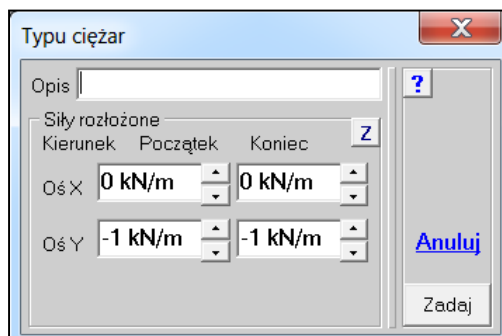 Typu ciężar
Opis
?
Siły rozłożone
Z
Kierunek Początek Koniec
Oś X 0 kN/m 0 kN/m
Oś Y -1 kN/m -1 kN/m
Anuluj
Zadaj